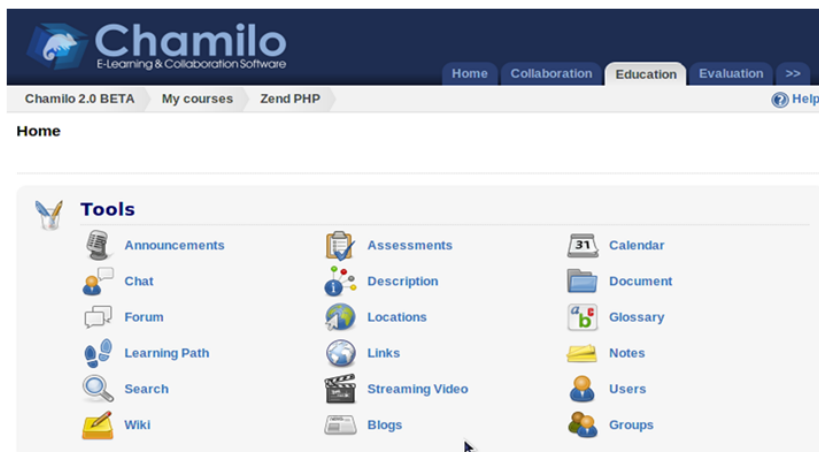 Chamilo
E-Learning & Collaboration Software
Home Collaboration Education Evaluation >>
Chamilo 2.0 BETA My courses Zend PHP Help
Home
Tools
Announcements Assessments 31 Calendar
Chat Description Document
Forum Locations abc Glossary
Learning Path Links Notes
Search Streaming Video Users
Wiki Blogs Groups